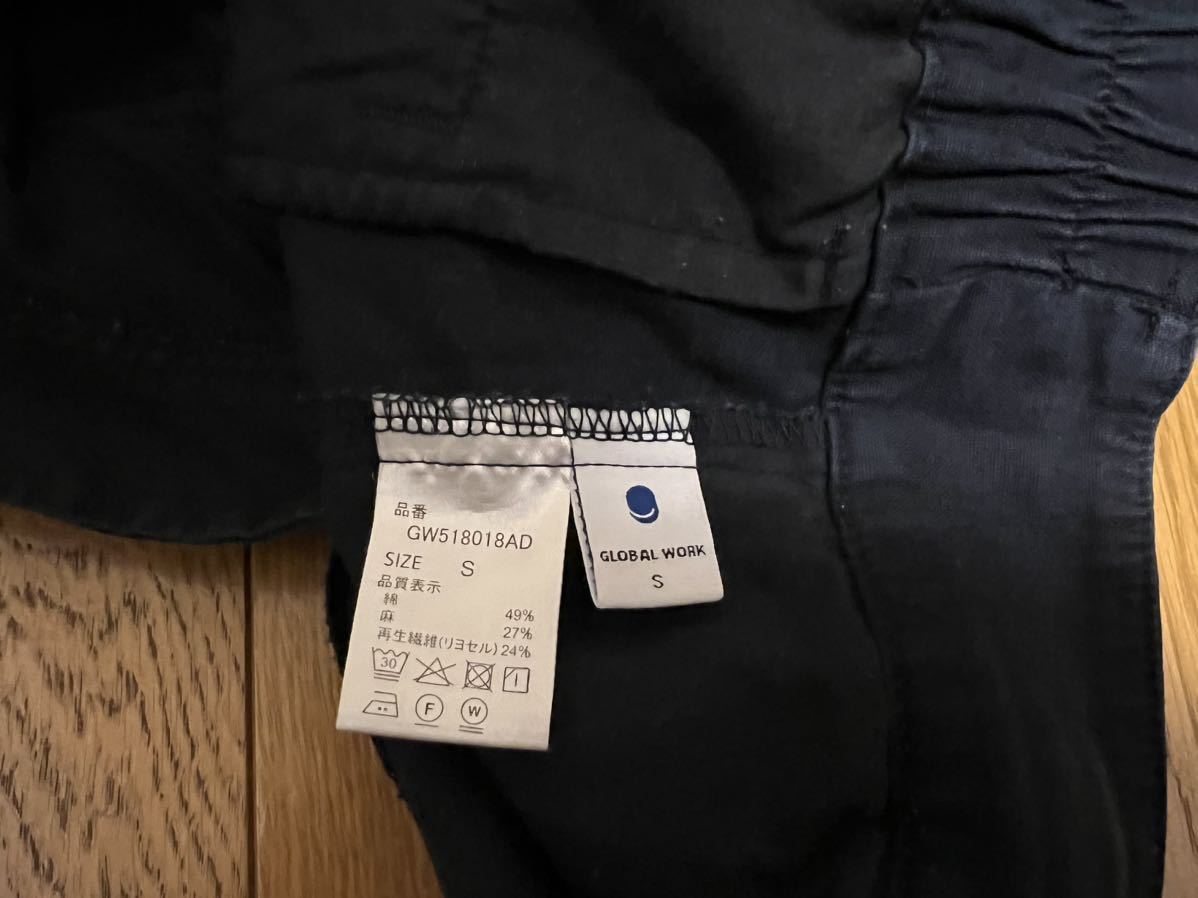 品番
GW518018AD
SIZE S
品質表示
綿 49%
麻 27%
再生繊維(リヨセル) 24%
30
F W
GLOBAL WORK
S